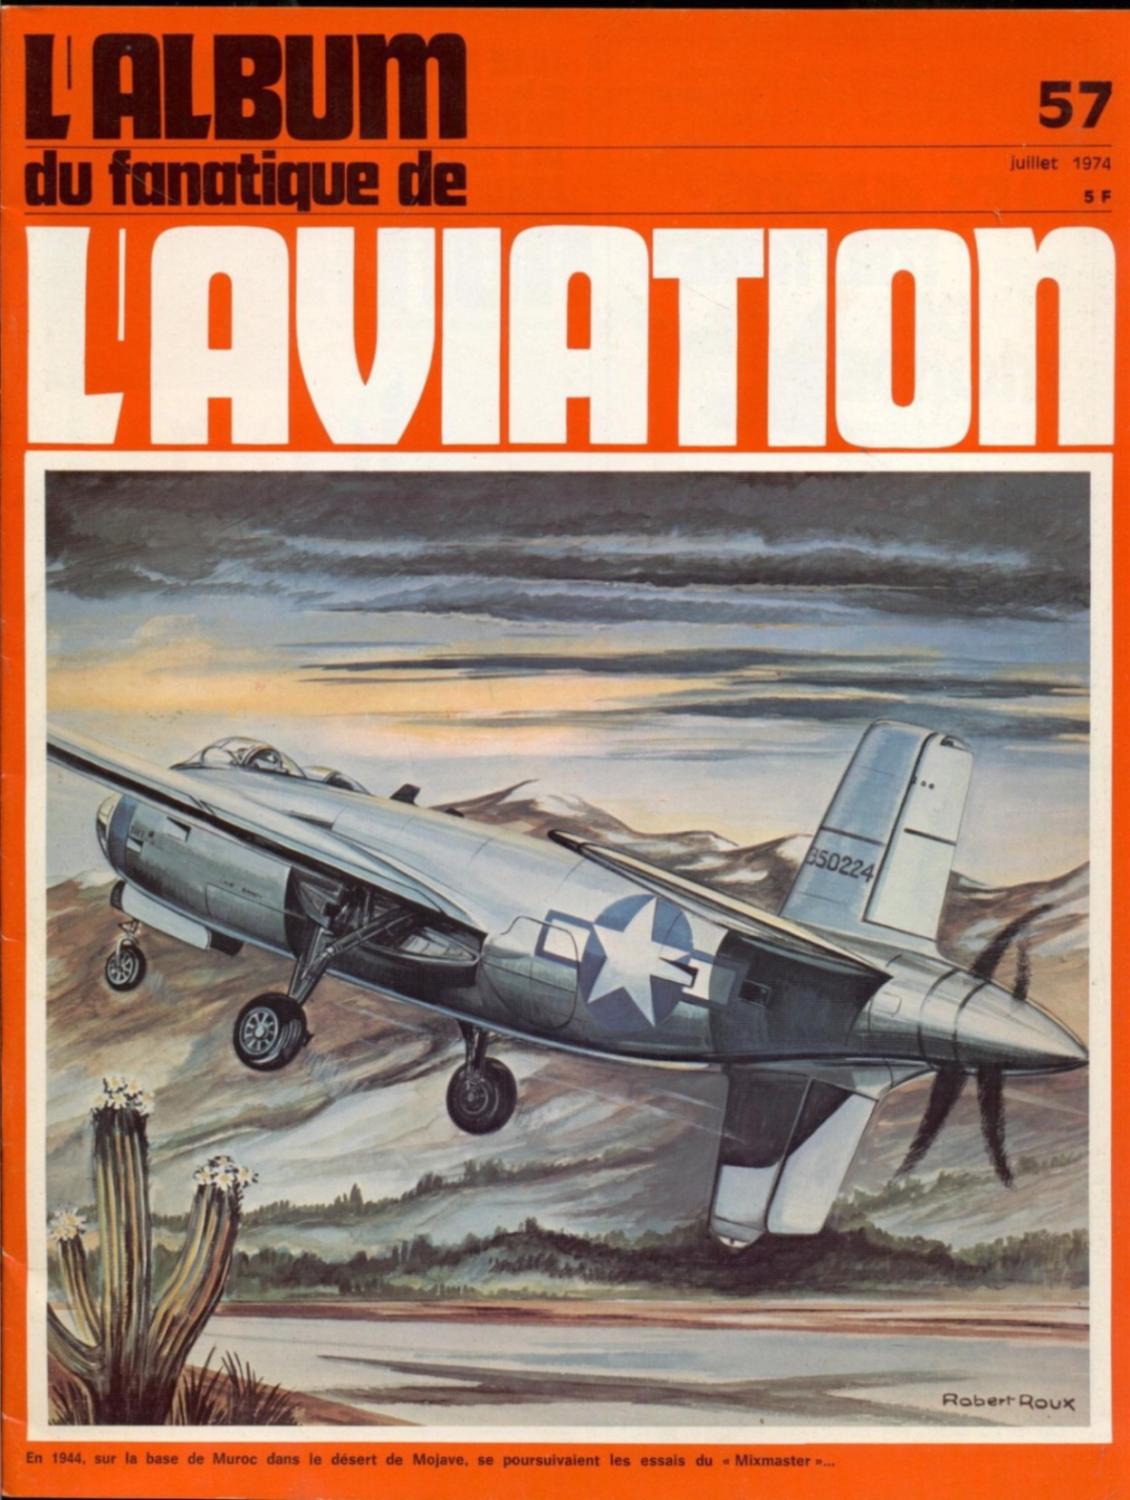 L'ALBUM
57
du fanatique de
juillet 1974
5 F
L'AVIATION
350224
Robert Roux
En 1944, sur la base de Muroc dans le désert de Mojave, se poursuivaient les essais du « Mixmaster »...